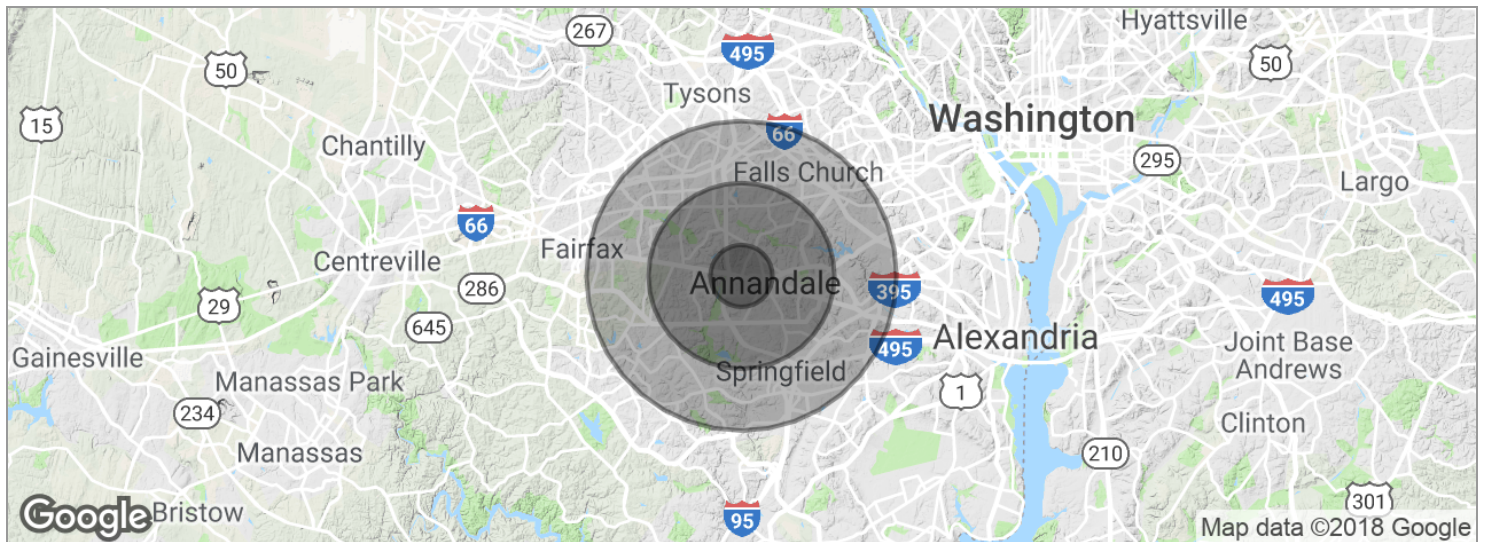 Hyattsville
267
495
50
50
Tysons
15
Washington
66
Chantilly
295
Falls Church
Largo
66
Fairfax
Centreville
Annandale
286
395
495
29
645
Alexandria
495
Gainesville
Joint Base
Andrews
Springfield
Manassas Park
1
234
Clinton
Manassas
210
301
Google
Bristow
95
Map data ©2018 Google